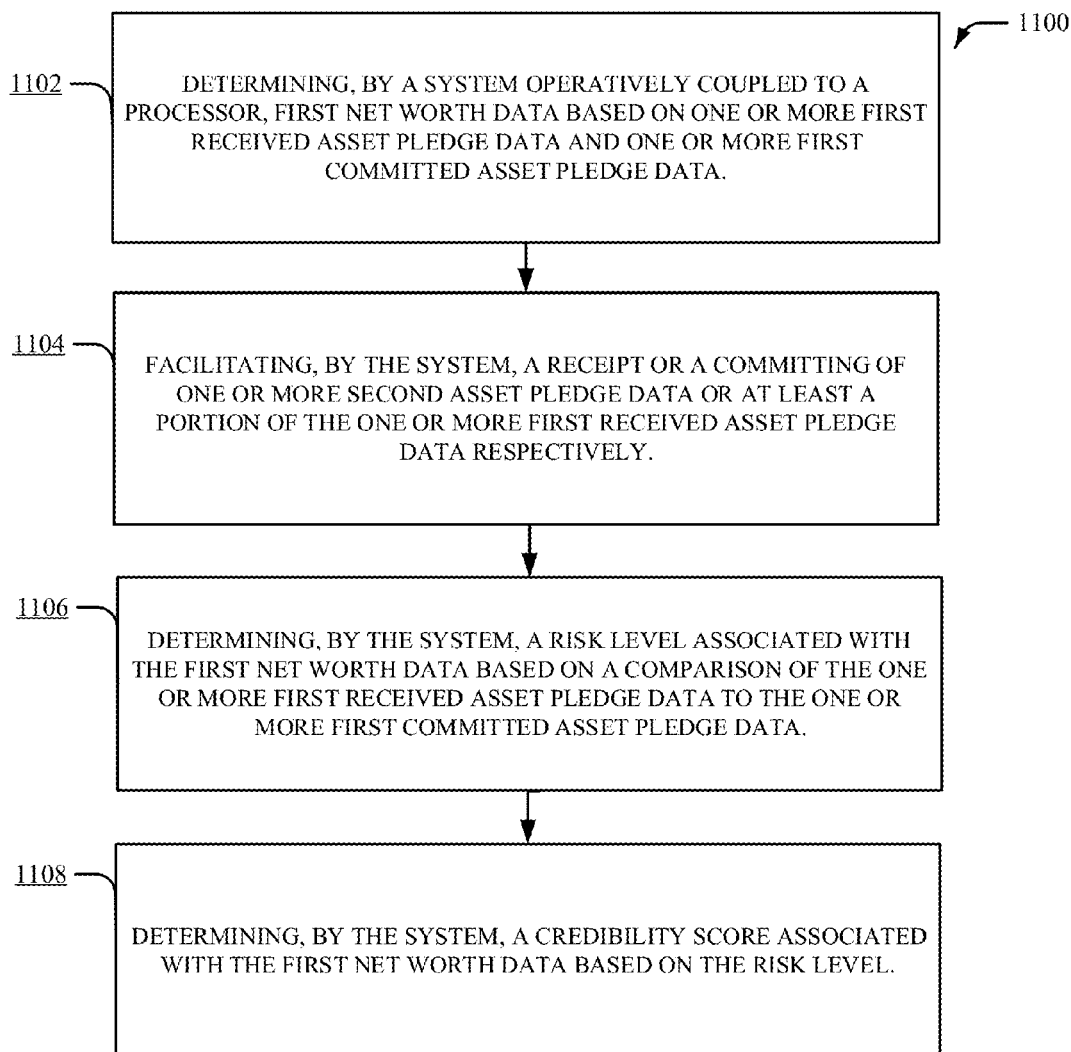 1100
1102
DETERMINING, BY A SYSTEM OPERATIVELY COUPLED TO A
PROCESSOR, FIRST NET WORTH DATA BASED ON ONE OR MORE FIRST
RECEIVED ASSET PLEDGE DATA AND ONE OR MORE FIRST
COMMITTED ASSET PLEDGE DATA.
1104
FACILITATING, BY THE SYSTEM, A RECEIPT OR A COMMITTING OF
ONE OR MORE SECOND ASSET PLEDGE DATA OR AT LEAST A
PORTION OF THE ONE OR MORE FIRST RECEIVED ASSET PLEDGE
DATA RESPECTIVELY.
1106
DETERMINING, BY THE SYSTEM, A RISK LEVEL ASSOCIATED WITH
THE FIRST NET WORTH DATA BASED ON A COMPARISON OF THE ONE
OR MORE FIRST RECEIVED ASSET PLEDGE DATA TO THE ONE OR
MORE FIRST COMMITTED ASSET PLEDGE DATA.
1108
DETERMINING, BY THE SYSTEM, A CREDIBILITY SCORE ASSOCIATED
WITH THE FIRST NET WORTH DATA BASED ON THE RISK LEVEL.